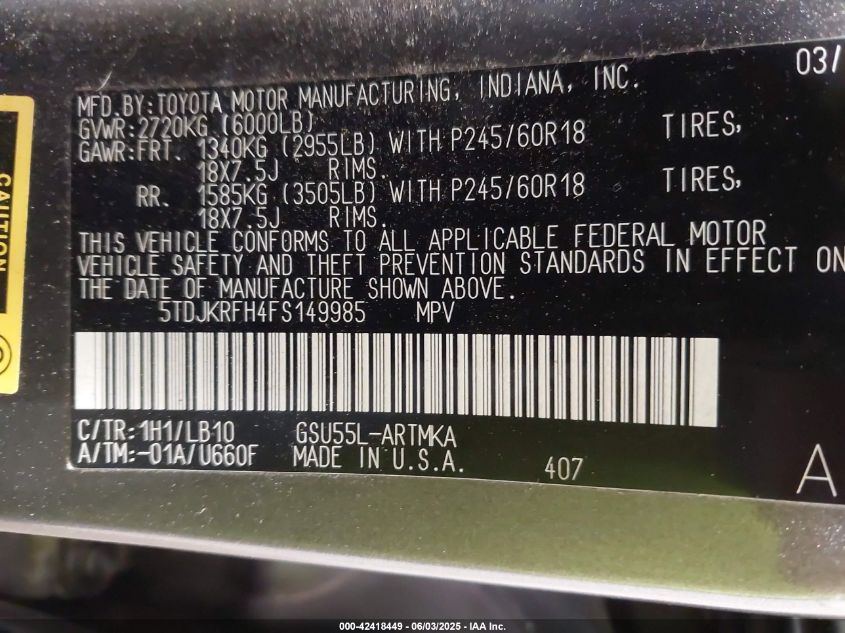 03/
MFD. BY: TOYOTA MOTOR MANUFACTURING, INDIANA, INC.
GVWR: 2720KG (6000LB)
GAWR: FRT. 1340KG (2955LB) WITH P245/60R18 TIRES,
18X7.5J RIMS.
RR. 1585KG (3505LB) WITH P245/60R18 TIRES,
18X7.5J RIMS.
THIS VEHICLE CONFORMS TO ALL APPLICABLE FEDERAL MOTOR
VEHICLE SAFETY AND THEFT PREVENTION STANDARDS IN EFFECT ON
THE DATE OF MANUFACTURE SHOWN ABOVE.
5TDJKRFH4FS149985 MPV
C/TR: 1H1/LB10 GSU55L-ARTMKA
A/TM: -01A/U660F MADE IN U.S.A. 407 A
CAUTION
000-42418449 - 06/03/2025 - IAA Inc.